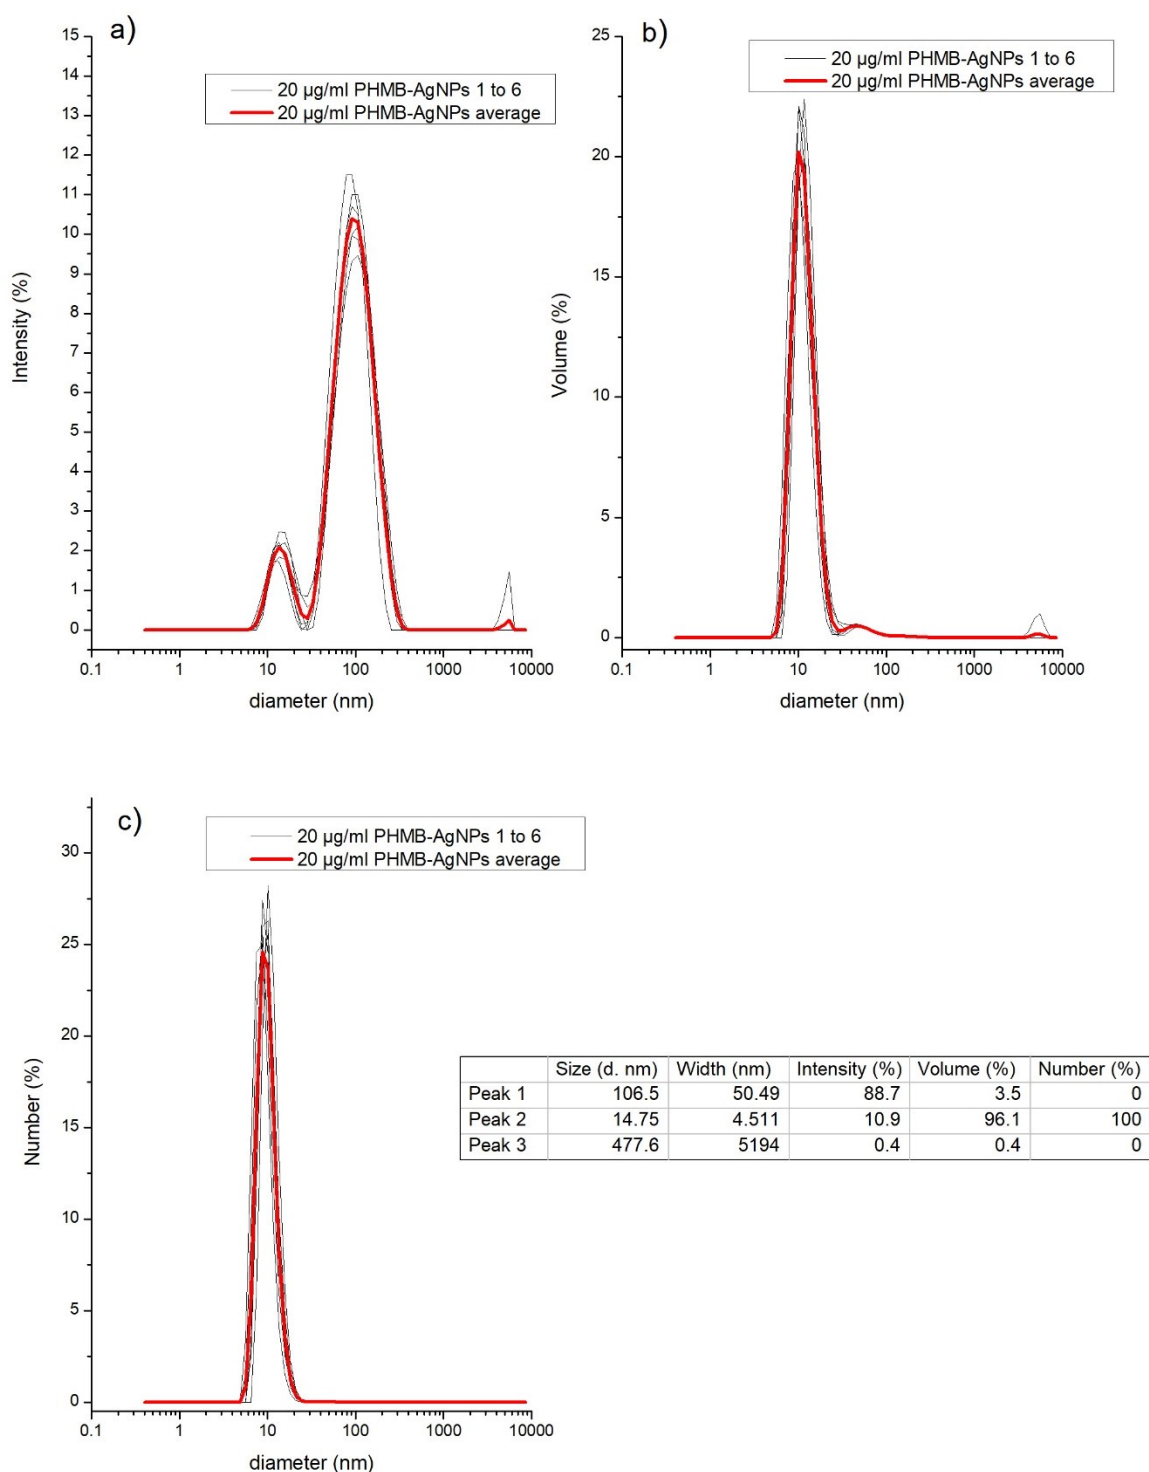 a)
20 µg/ml PHMB-AgNPs 1 to 6
20 µg/ml PHMB-AgNPs average
Intensity (%)
15
14
13
12
11
10
9
8
7
6
5
4
3
2
1
0
0.1 1 10 100 1000 10000
diameter (nm)
b)
20 µg/ml PHMB-AgNPs 1 to 6
20 µg/ml PHMB-AgNPs average
Volume (%)
25
20
15
10
5
0
0.1 1 10 100 1000 10000
diameter (nm)
c)
20 µg/ml PHMB-AgNPs 1 to 6
20 µg/ml PHMB-AgNPs average
Number (%)
30
25
20
15
10
5
0
0.1 1 10 100 1000 10000
diameter (nm)
Size (d. nm) Width (nm) Intensity (%) Volume (%) Number (%)
Peak 1 106.5 50.49 88.7 3.5 0
Peak 2 14.75 4.511 10.9 96.1 100
Peak 3 477.6 5194 0.4 0.4 0